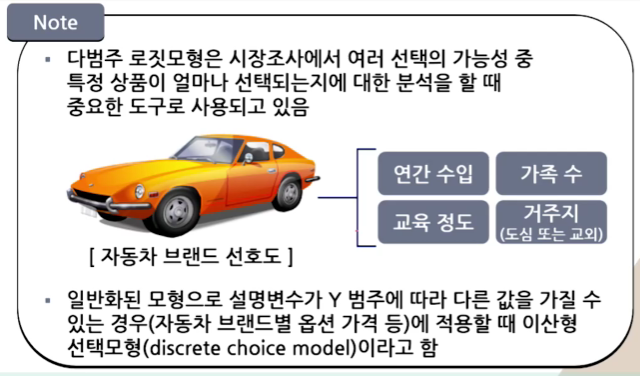 Note
▪ 다범주 로짓모형은 시장조사에서 여러 선택의 가능성 중
특정 상품이 얼마나 선택되는지에 대한 분석을 할 때
중요한 도구로 사용되고 있음
연간 수입
가족 수
교육 정도
거주지
(도심 또는 교외)
[ 자동차 브랜드 선호도 ]
▪ 일반화된 모형으로 설명변수가 Y 범주에 따라 다른 값을 가질 수
있는 경우(자동차 브랜드별 옵션 가격 등)에 적용할 때 이산형
선택모형(discrete choice model)이라고 함